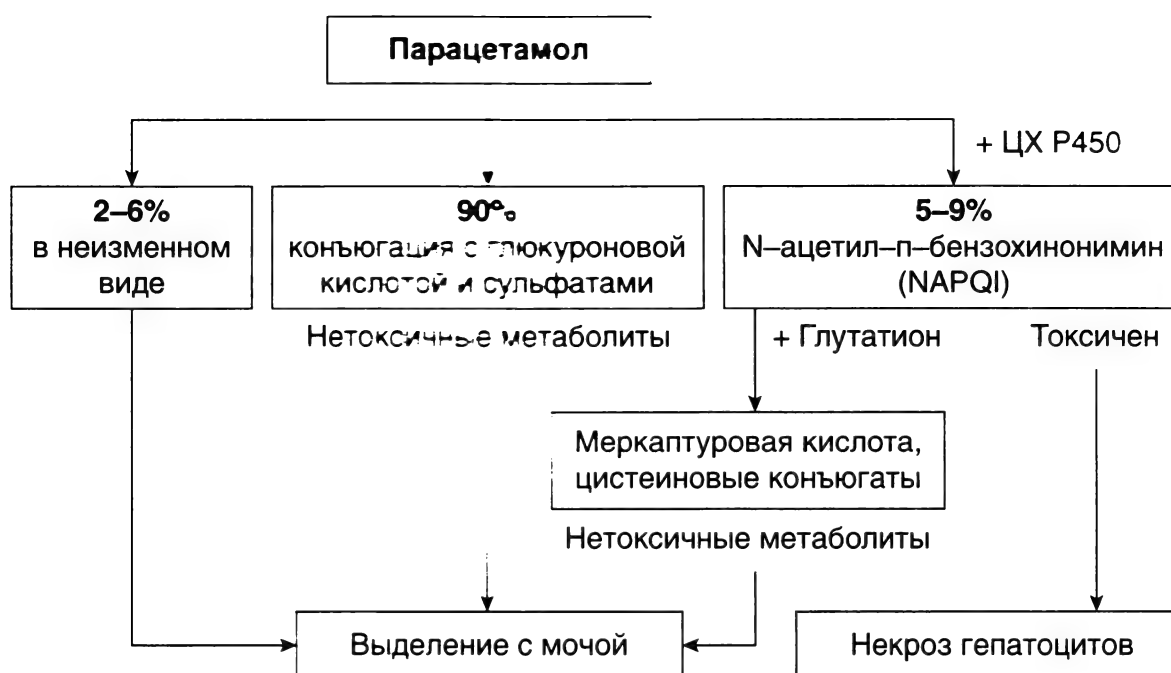 Парацетамол
+ ЦХ Р450
2–6%
в неизменном
виде
90%
конъюгация с глюкуроновой
кислотой и сульфатами
Нетоксичные метаболиты
5–9%
N–ацетил–п–бензохинонимин
(NAPQI)
+ Глутатион
Токсичен
Меркаптуровая кислота,
цистеиновые конъюгаты
Нетоксичные метаболиты
Выделение с мочой
Некроз гепатоцитов